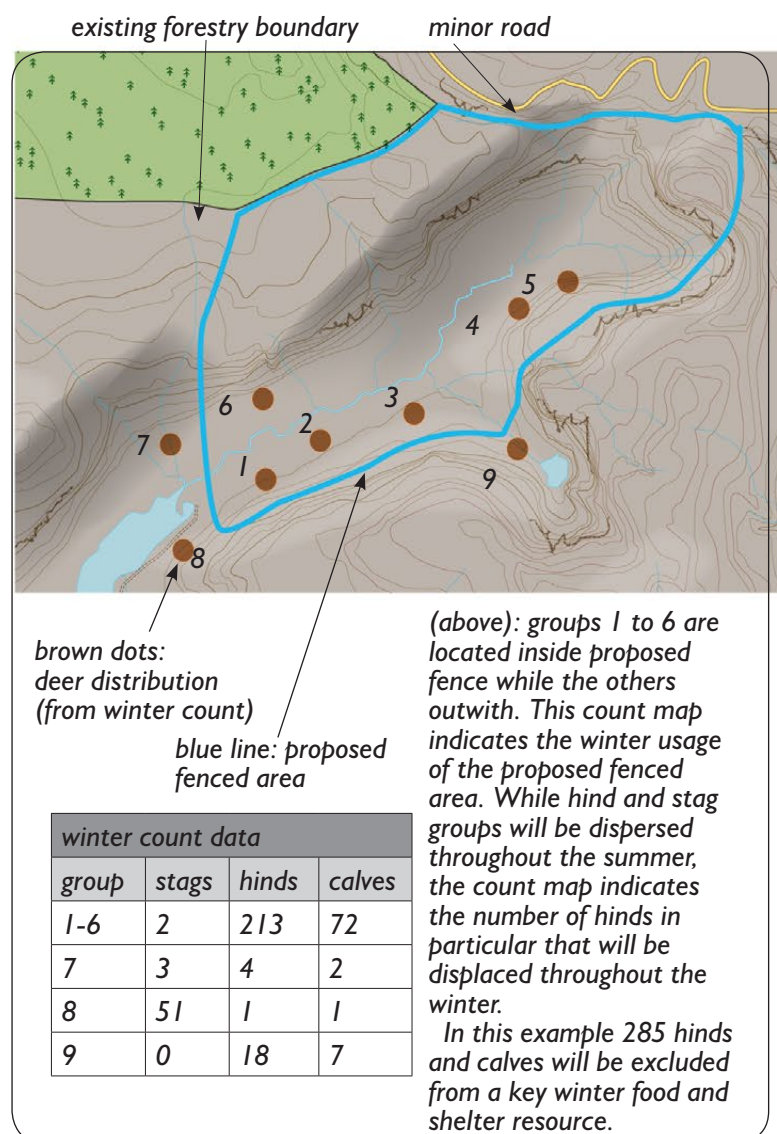 existing forestry boundary
minor road
5
4
6
3
2
7
1
9
8
brown dots:
deer distribution
(from winter count)
blue line: proposed
fenced area
winter count data
group stags hinds calves
1-6 2 213 72
7 3 4 2
8 51 1 1
9 0 18 7
(above): groups 1 to 6 are
located inside proposed
fence while the others
outwith. This count map
indicates the winter usage
of the proposed fenced
area. While hind and stag
groups will be dispersed
throughout the summer,
the count map indicates
the number of hinds in
particular that will be
displaced throughout the
winter.
In this example 285 hinds
and calves will be excluded
from a key winter food and
shelter resource.